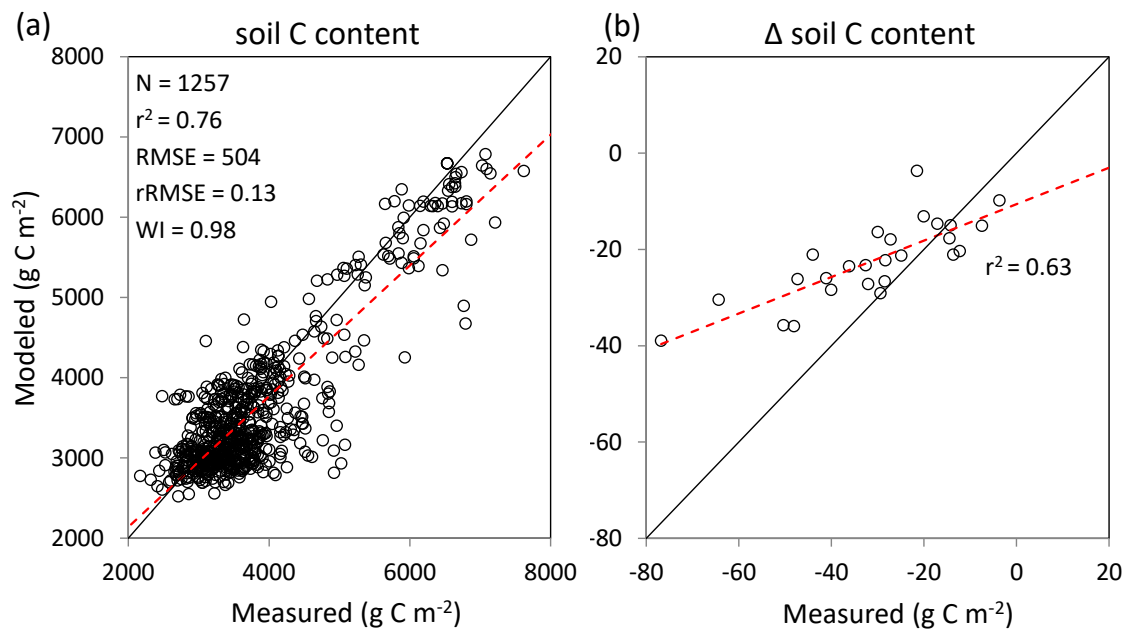 (a)
soil C content
8000
7000
6000
5000
4000
3000
2000
2000
4000
6000
8000
N = 1257
r² = 0.76
RMSE = 504
rRMSE = 0.13
WI = 0.98
Modeled (g C m⁻²)
Measured (g C m⁻²)
(b)
Δ soil C content
20
0
-20
-40
-60
-80
-80
-60
-40
-20
0
20
r² = 0.63
Measured (g C m⁻²)